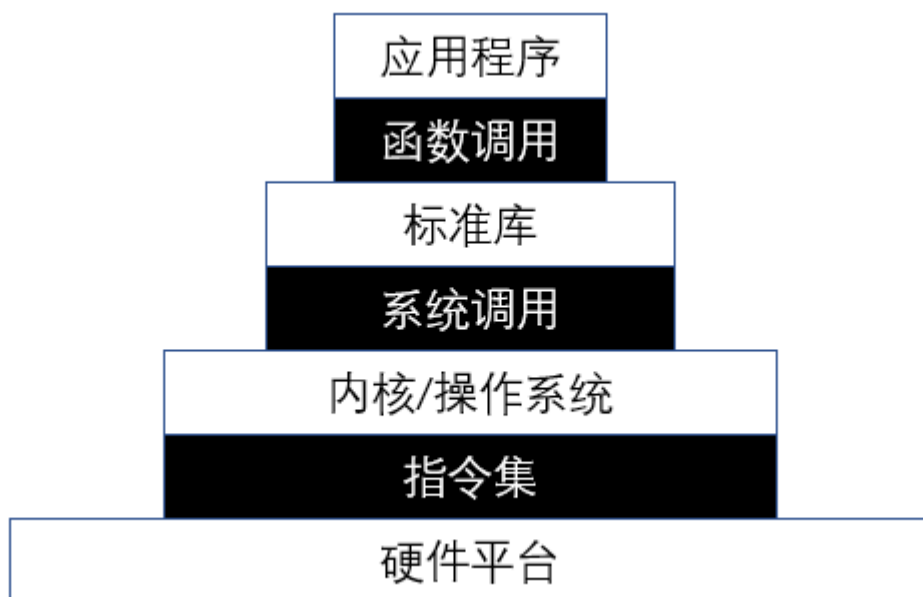 应用程序
函数调用
标准库
系统调用
内核/操作系统
指令集
硬件平台